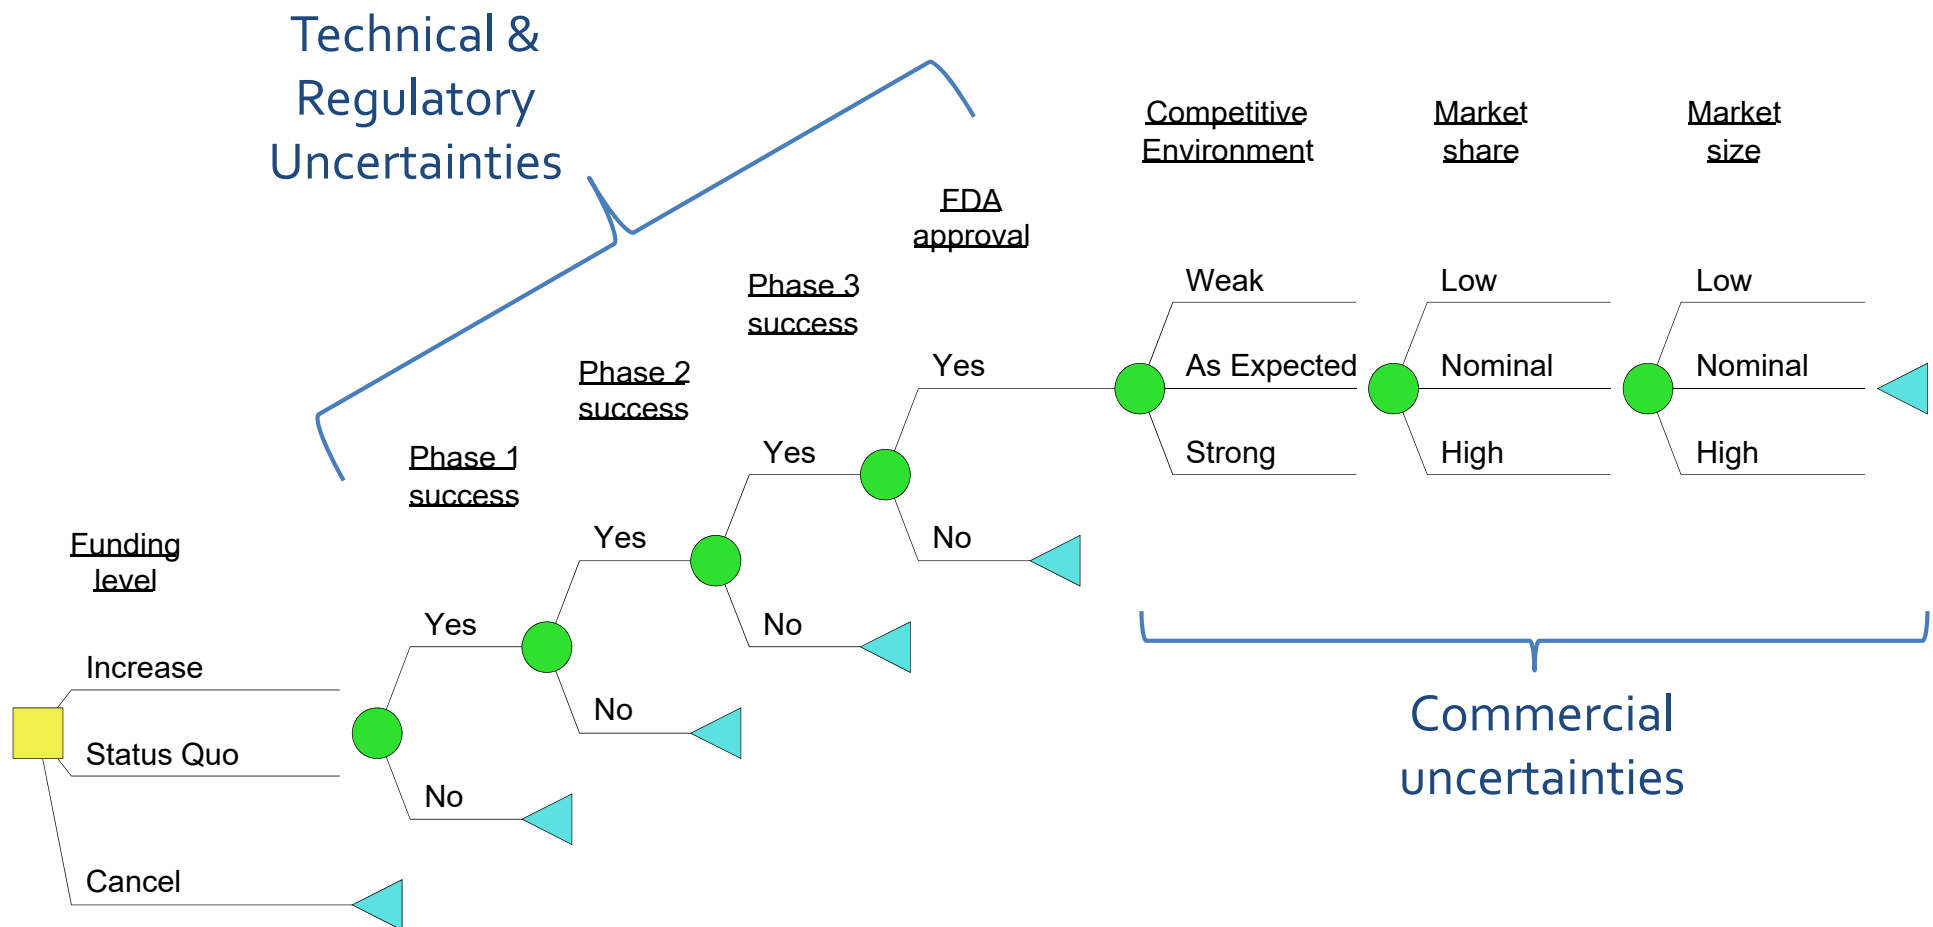 Technical &
Regulatory
Uncertainties
Competitive
Environment
Market
share
Market
size
FDA
approval
Phase 3
success
Phase 2
success
Phase 1
success
Funding
level
Weak
As Expected
Strong
Low
Nominal
High
Low
Nominal
High
Yes
No
Yes
No
Yes
No
Yes
No
Increase
Status Quo
Cancel
Commercial
uncertainties